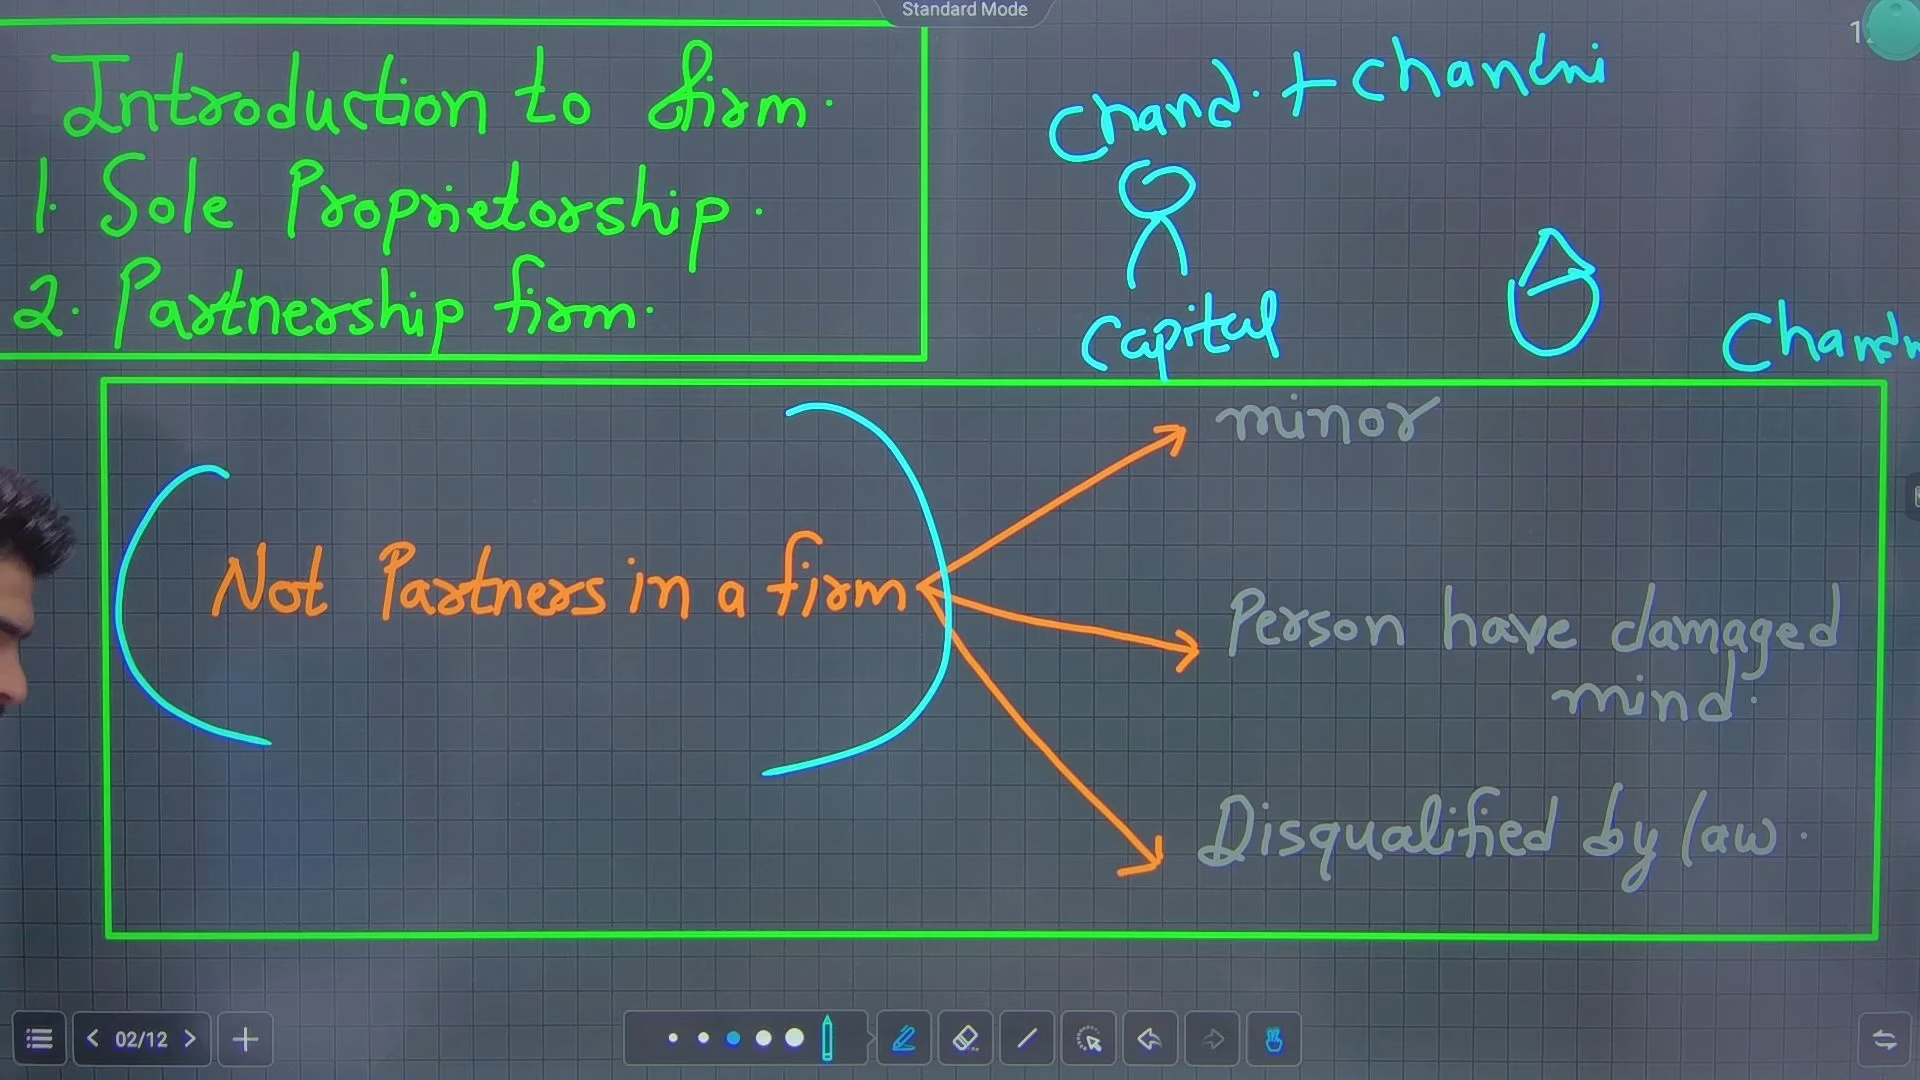 Standard Mode
Introduction to firm.
1. Sole Proprietorship.
2. Partnership firm.
Chand. + Chandni
Capital
minor
Not Partners in a firm
Person have damaged
mind.
Disqualified by law.
02/12